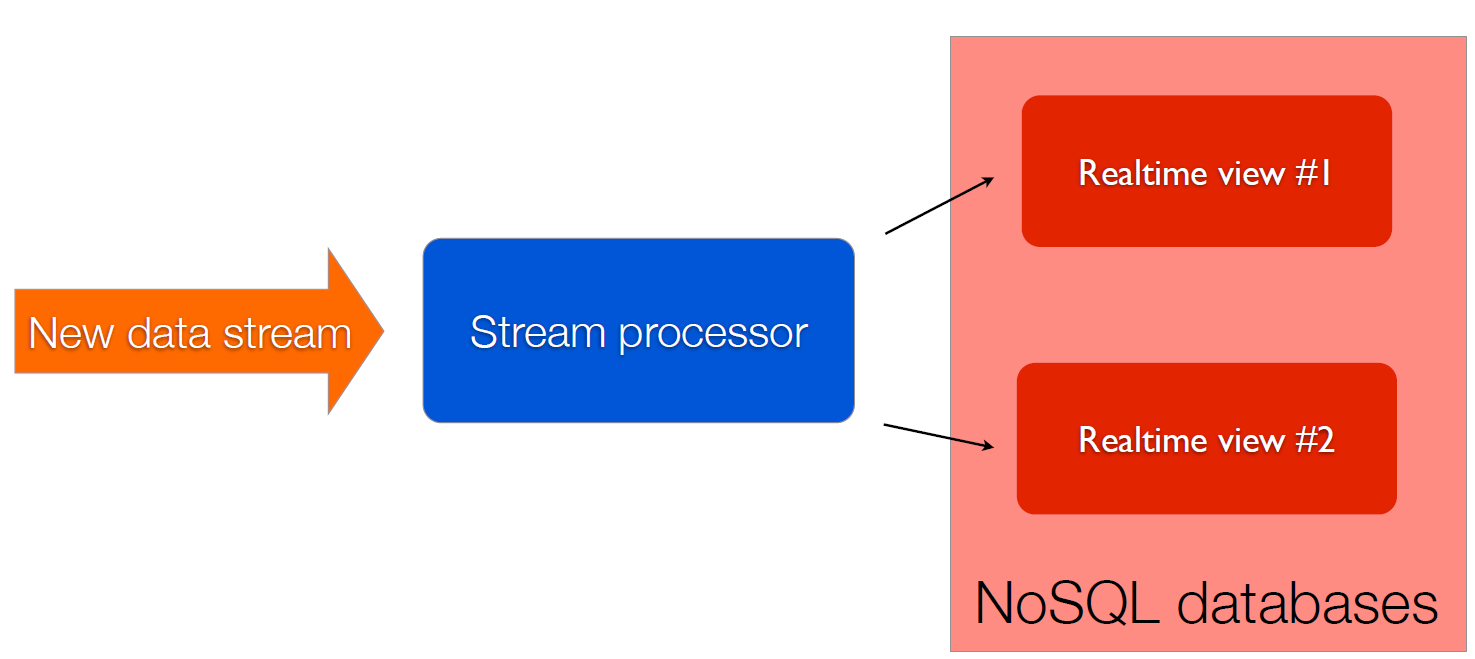 New data stream
Stream processor
Realtime view #1
Realtime view #2
NoSQL databases